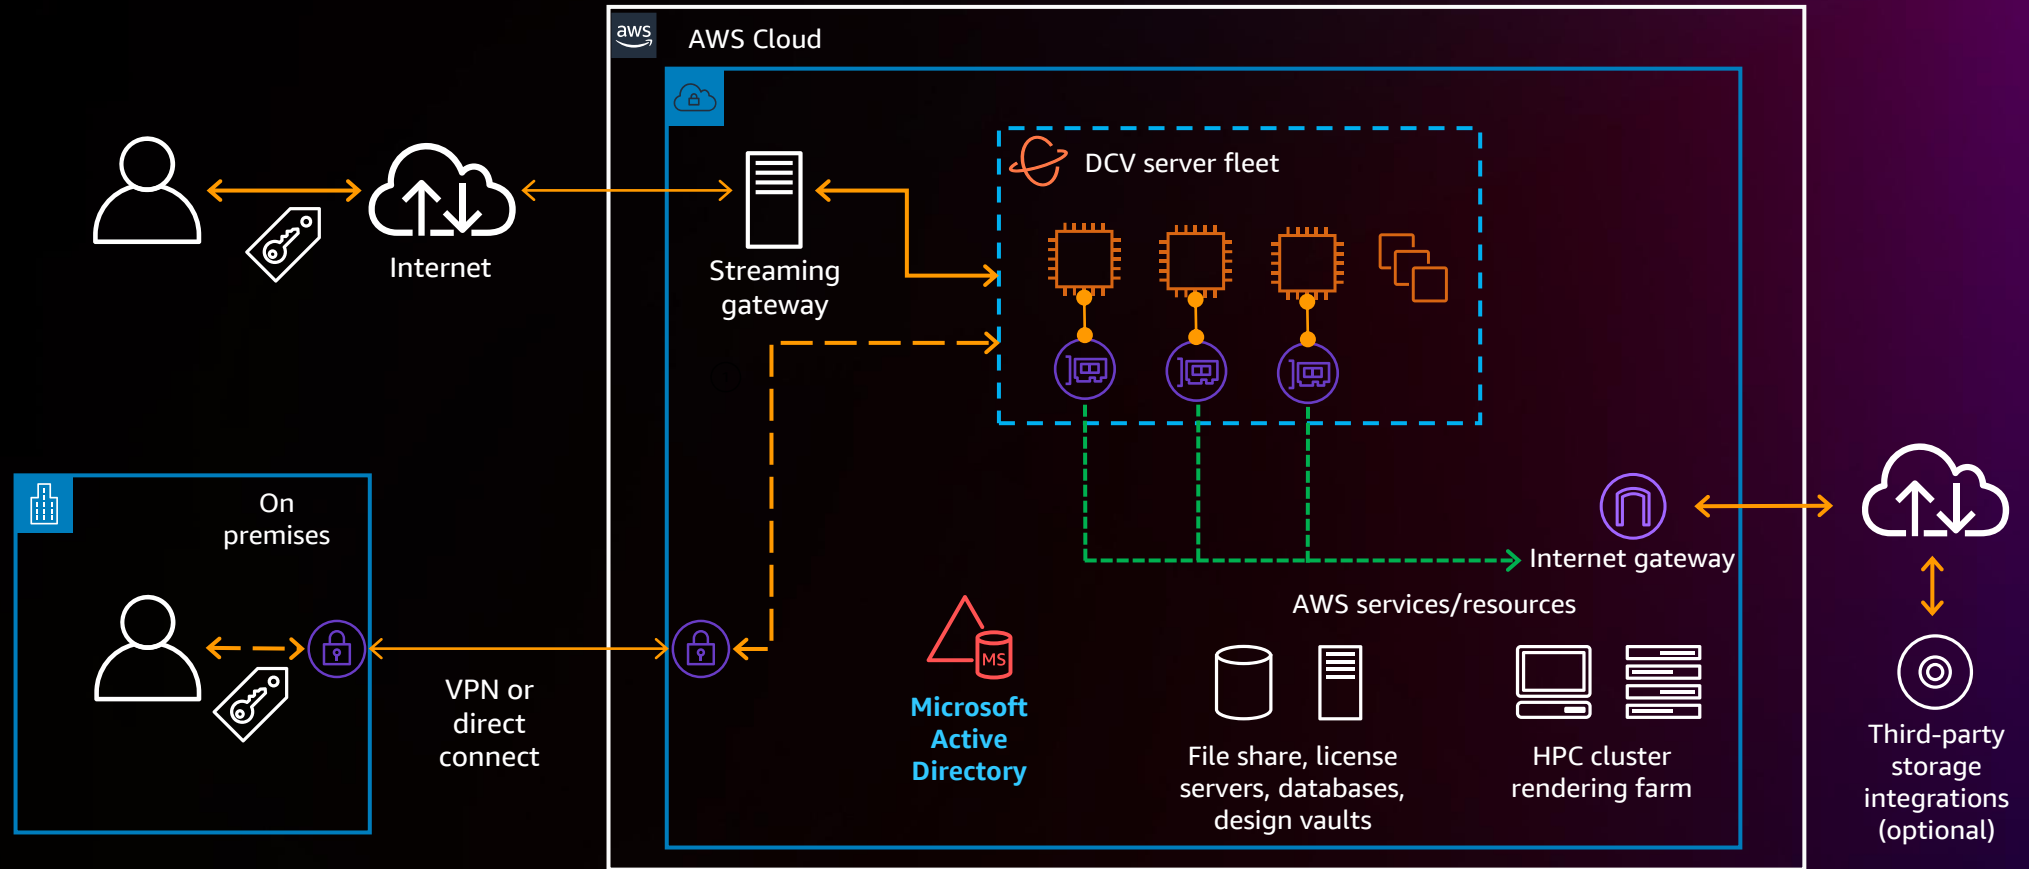 aws
AWS Cloud
DCV server fleet
Internet
Streaming
gateway
On
premises
Internet gateway
AWS services/resources
VPN or
direct
connect
MS
Microsoft
Active
Directory
File share, license
servers, databases,
design vaults
HPC cluster
rendering farm
Third-party
storage
integrations
(optional)